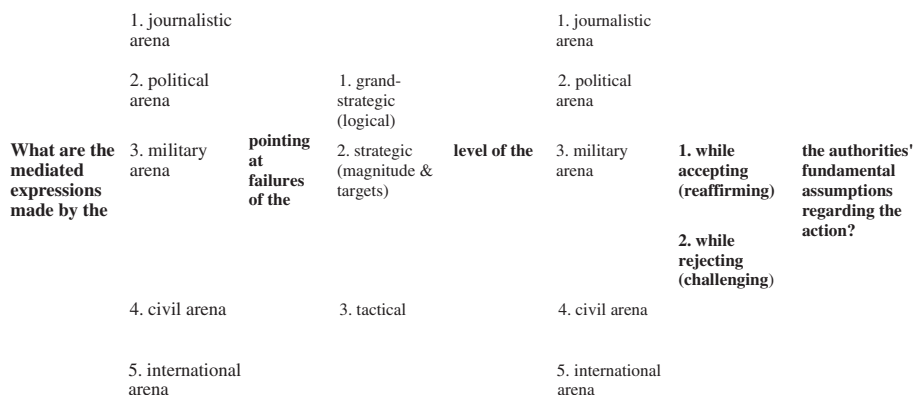 What are the
mediated
expressions
made by the
1. journalistic
arena
2. political
arena
3. military
arena
4. civil arena
5. international
arena
pointing
at
failures
of the
1. grand-
strategic
(logical)
2. strategic
(magnitude &
targets)
3. tactical
level of the
1. journalistic
arena
2. political
arena
3. military
arena
4. civil arena
5. international
arena
1. while
accepting
(reaffirming)
2. while
rejecting
(challenging)
the authorities'
fundamental
assumptions
regarding the
action?